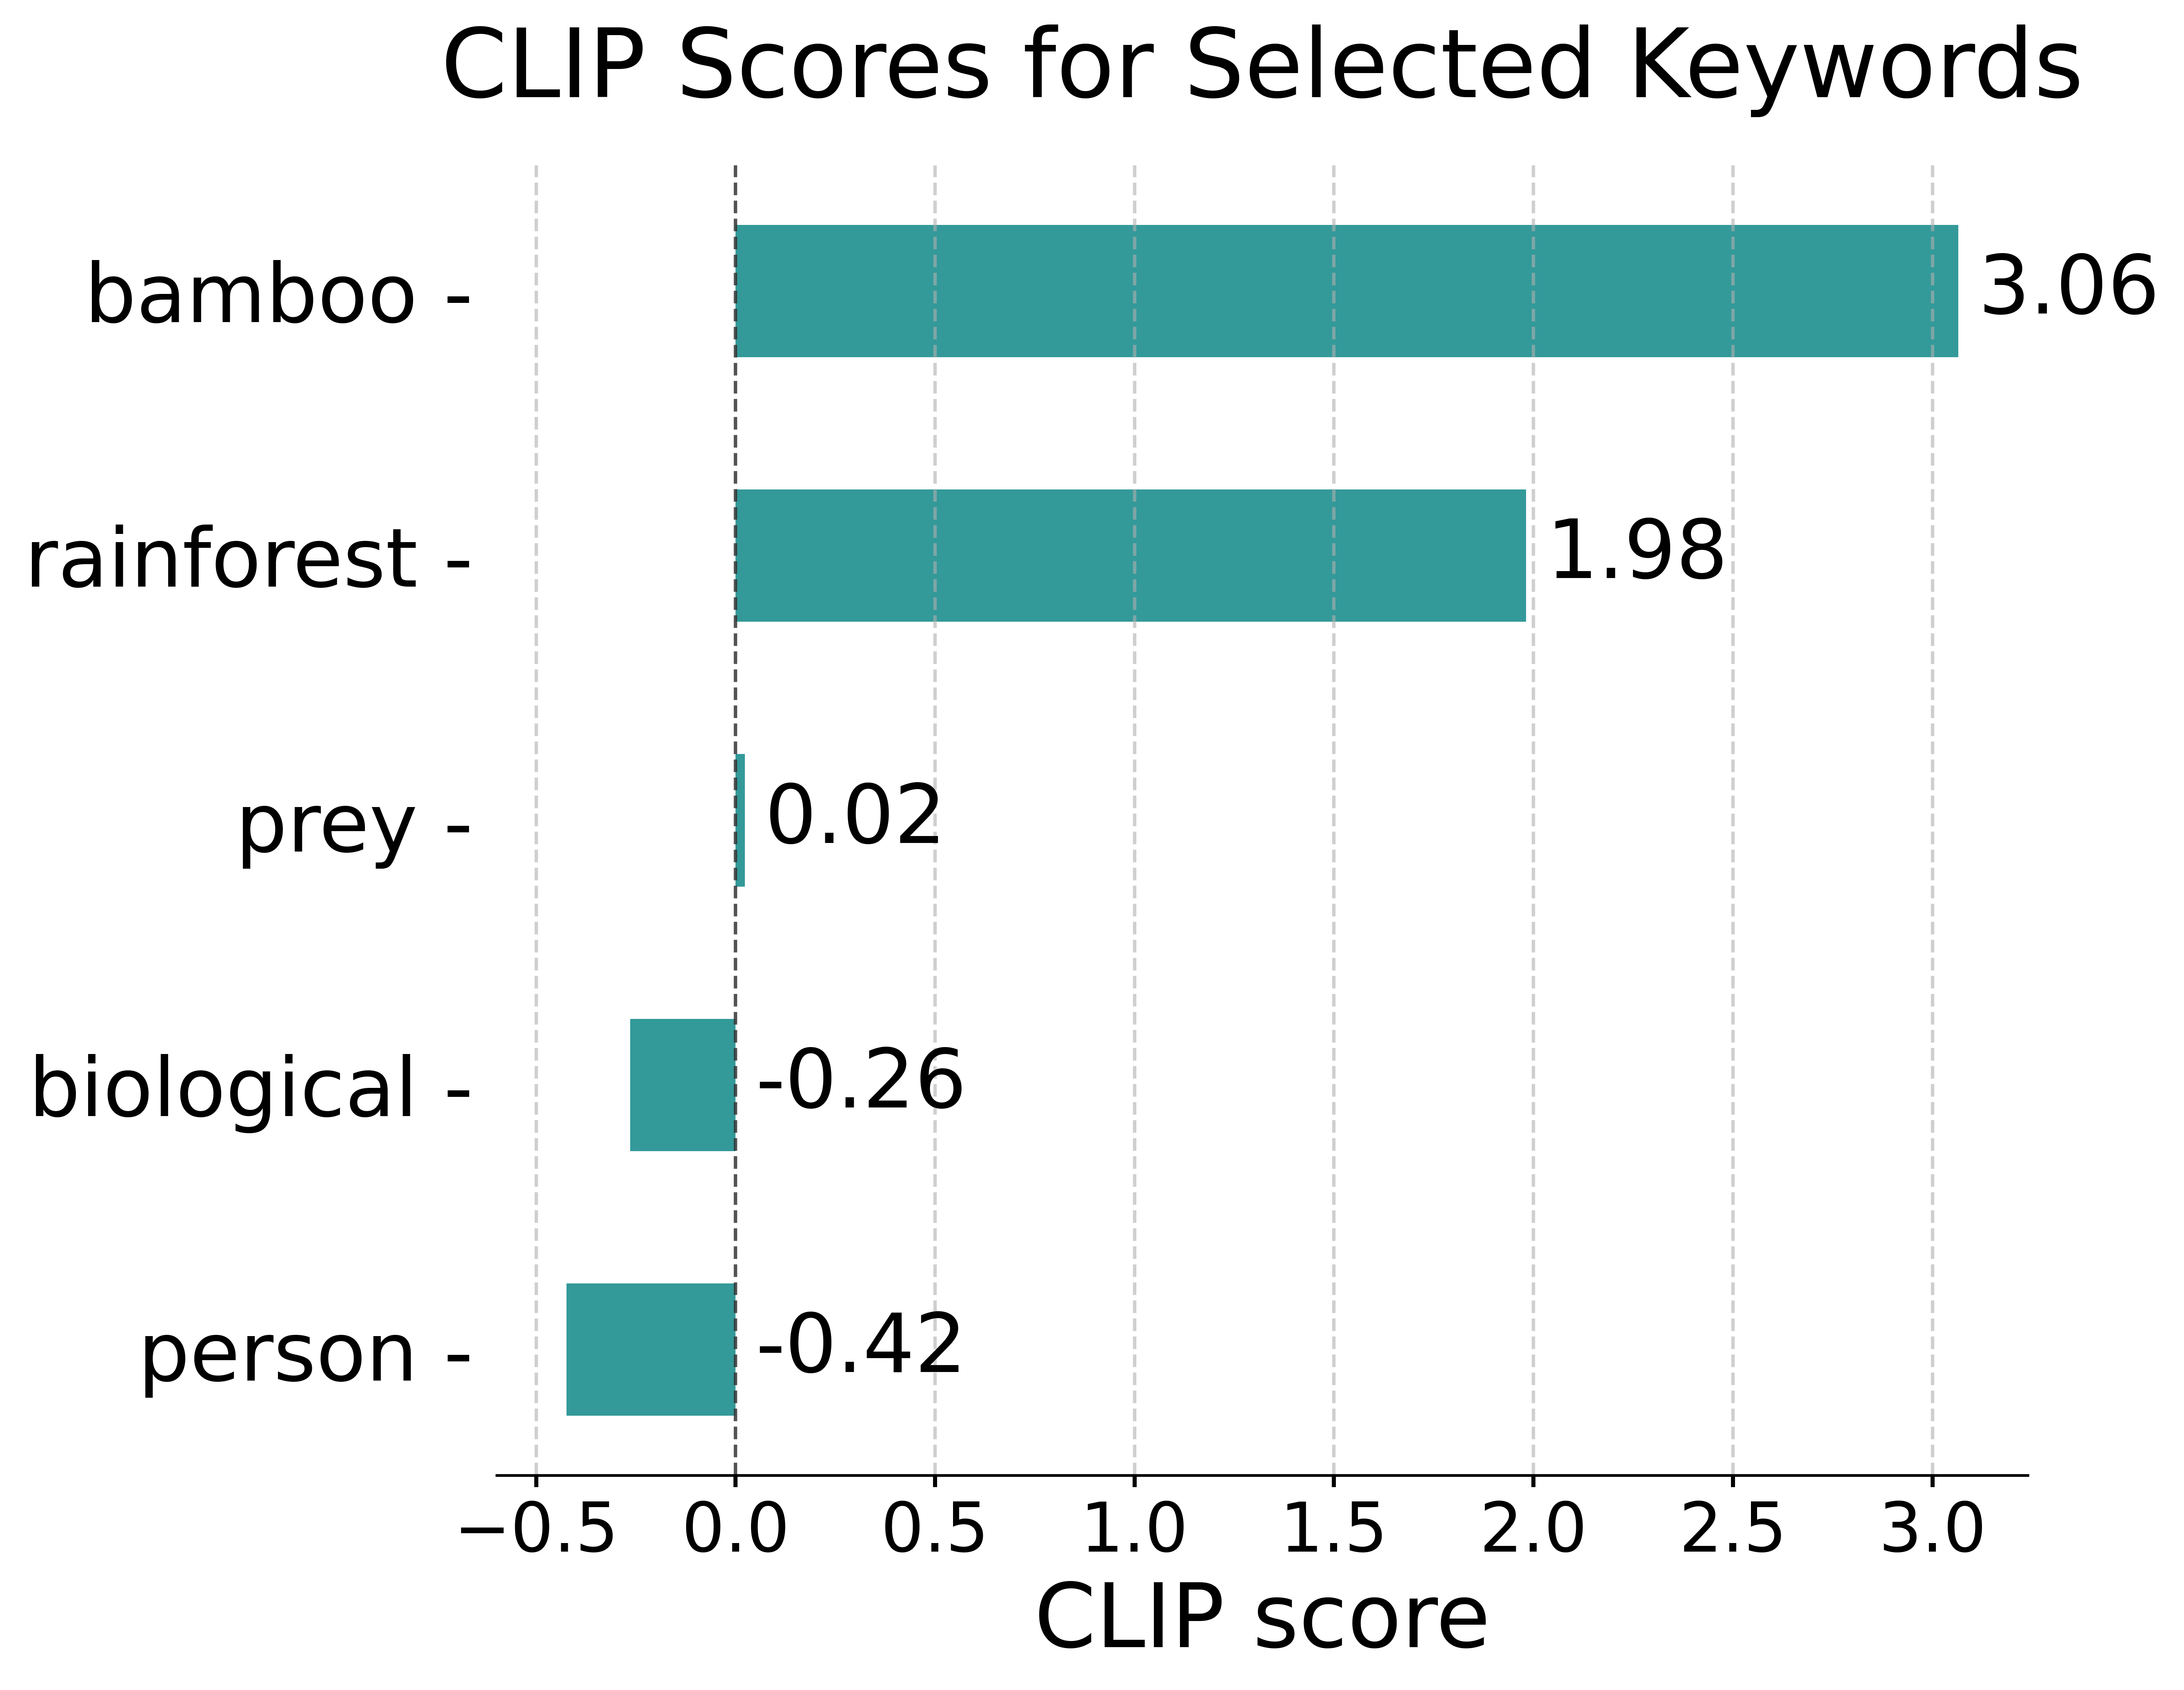 CLIP Scores for Selected Keywords
bamboo - 3.06
rainforest - 1.98
prey - 0.02
biological - -0.26
person - -0.42
−0.5 0.0 0.5 1.0 1.5 2.0 2.5 3.0
CLIP score